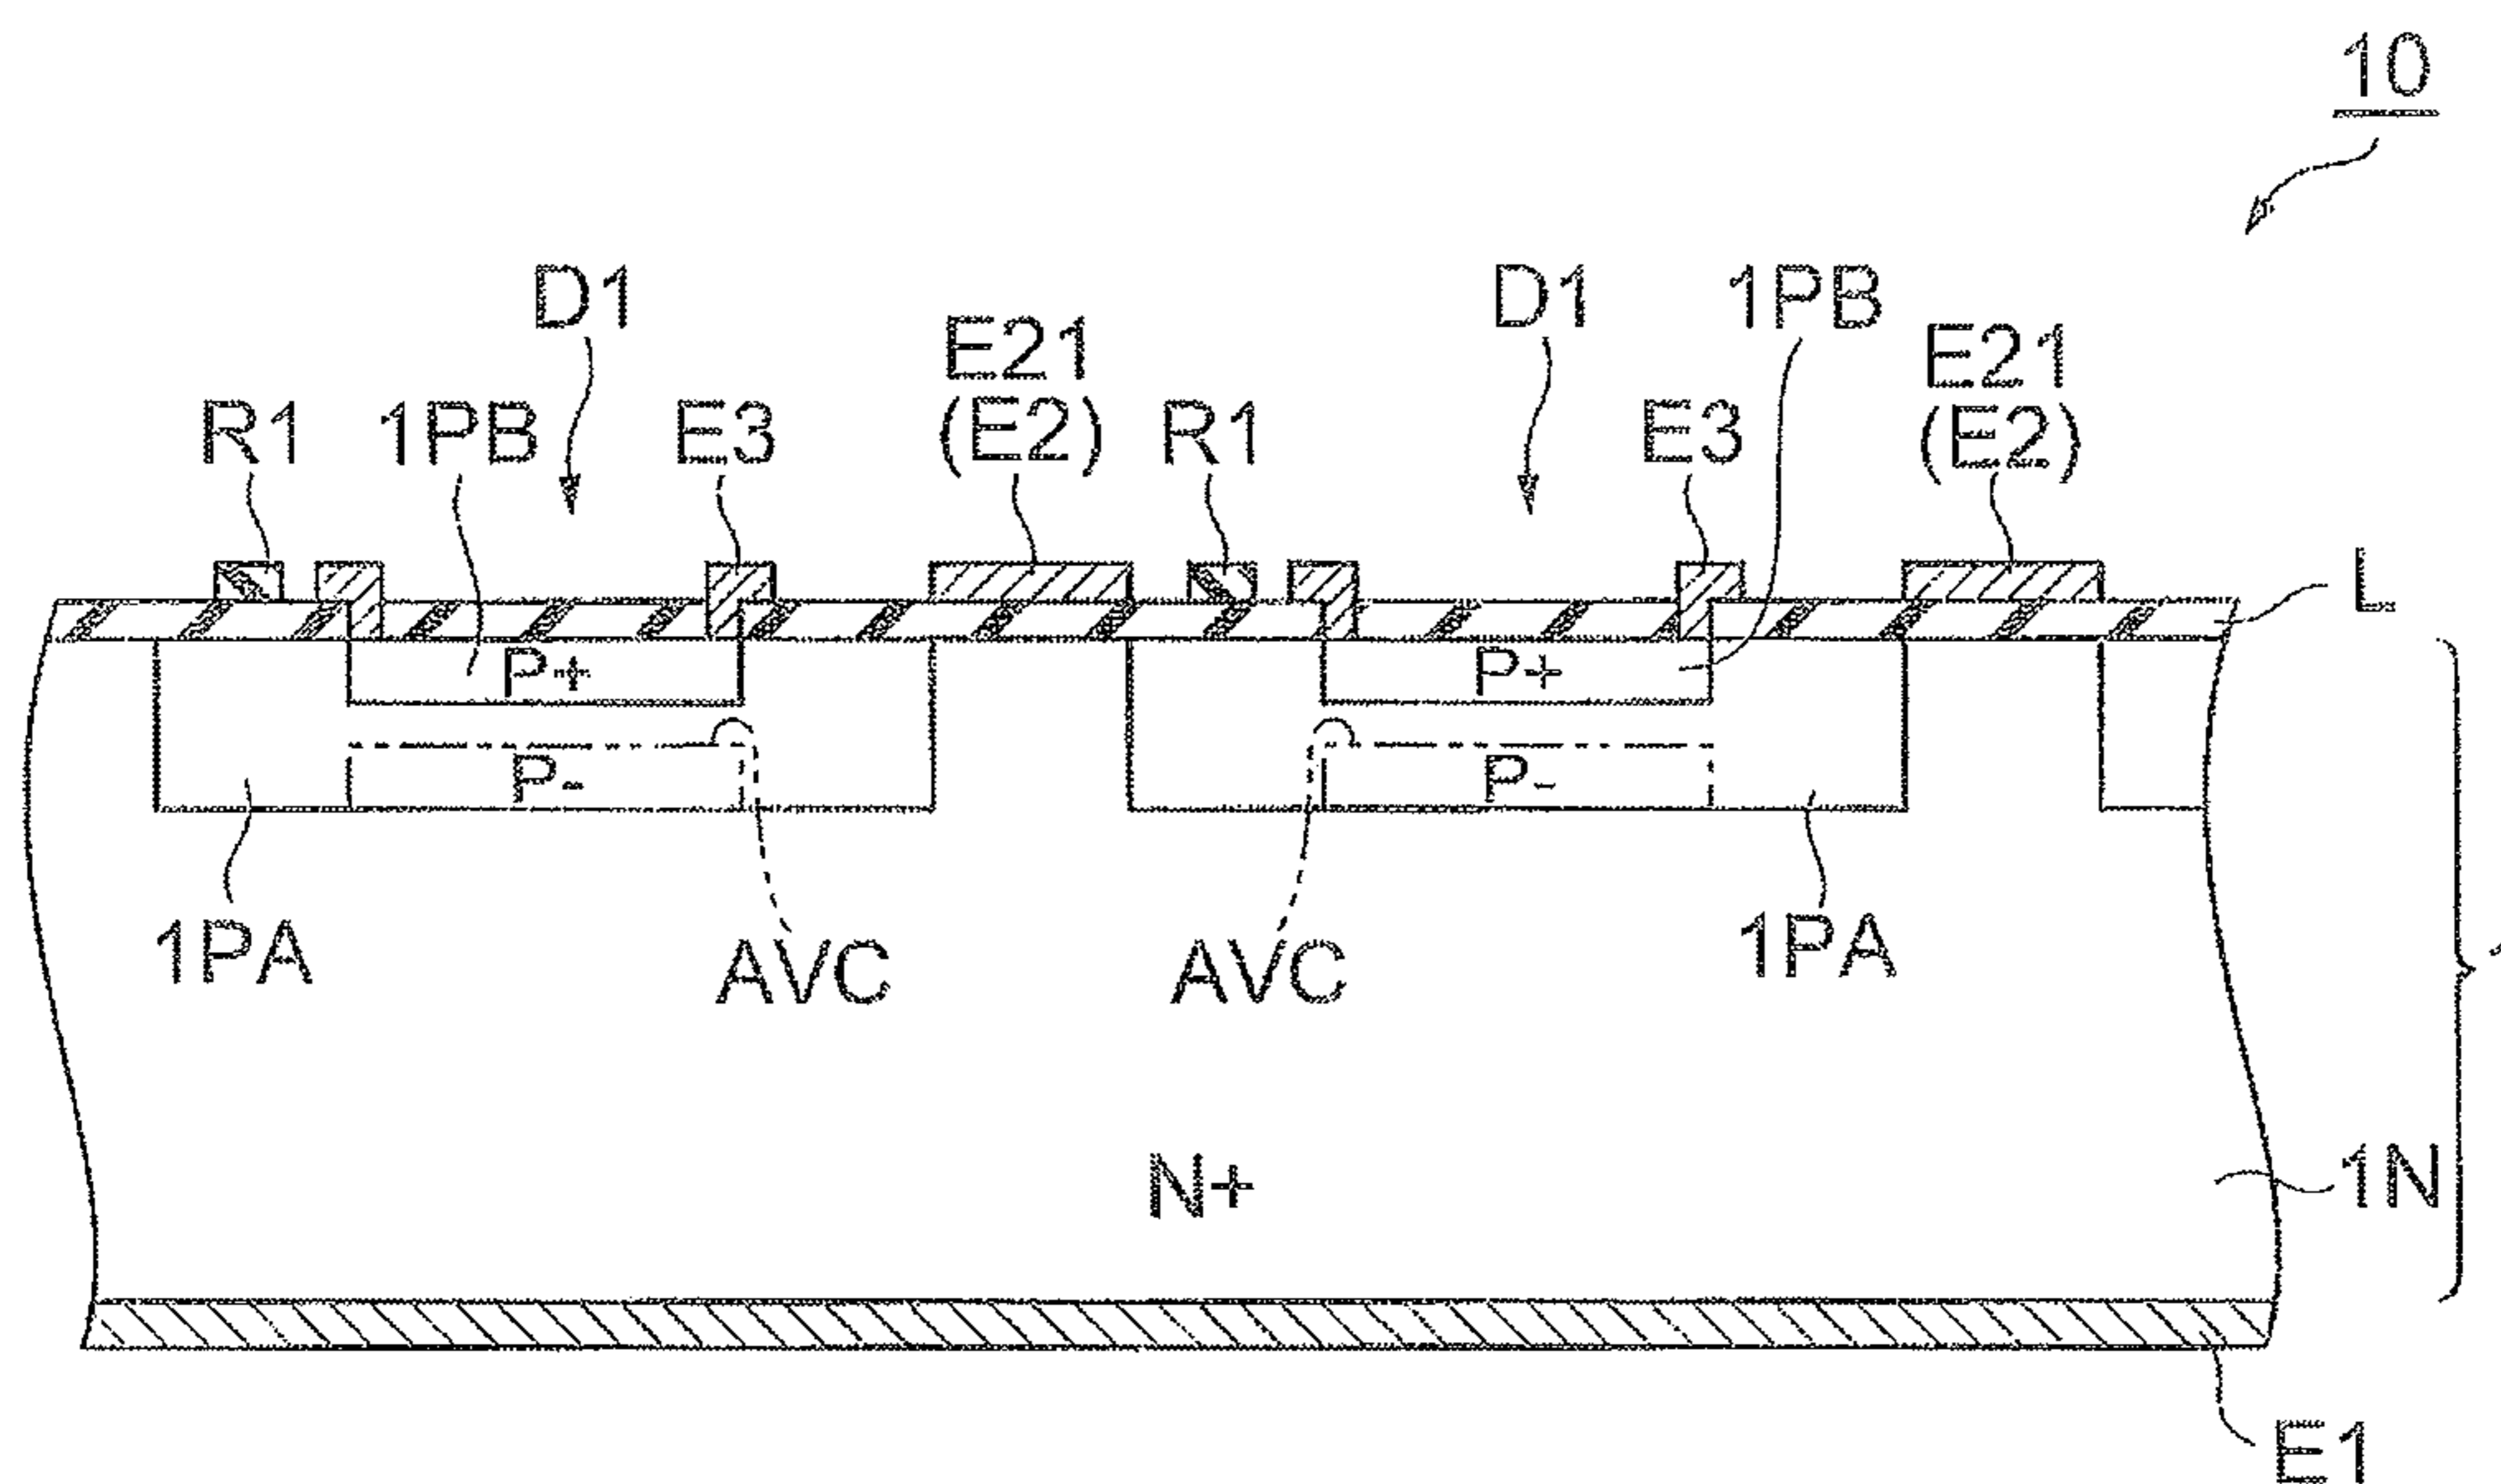 10
D1
D1
1PB
E21
E21
R1
1PB
E3
(E2)
R1
E3
(E2)
L
P+
P+
P-
P-
1PA
AVC
AVC
1PA
N+
1N
E1